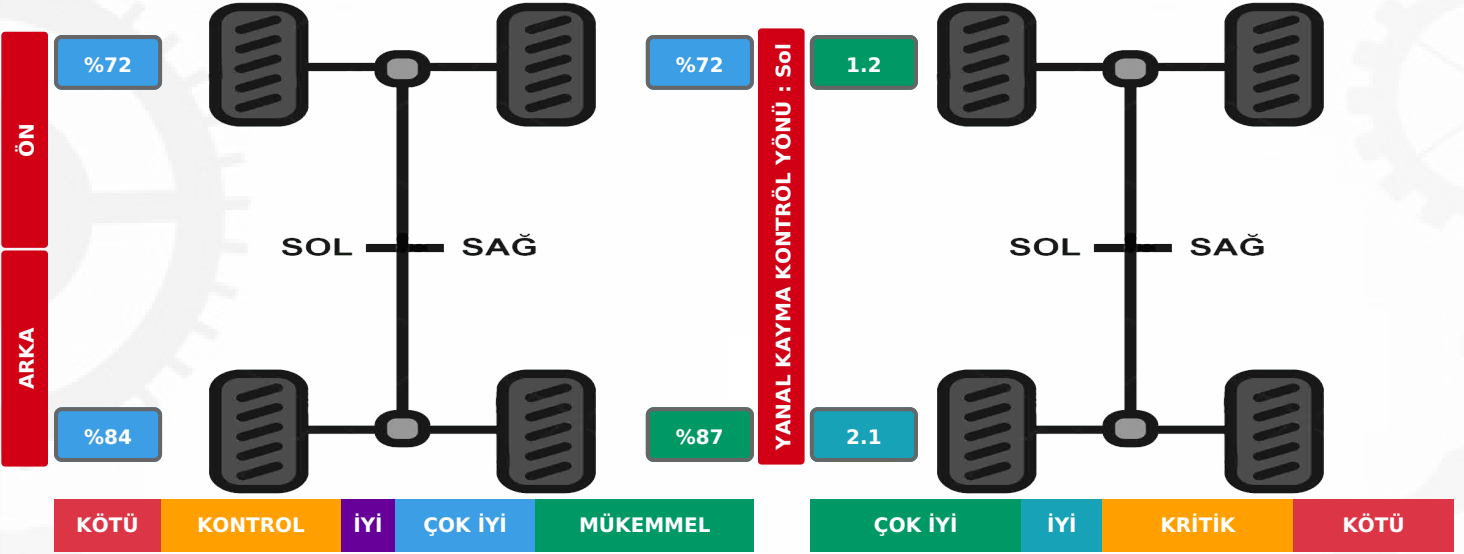 ÖN
%72
%72
SOL
SAĞ
ARKA
%84
%87
KÖTÜ
KONTROL
İYİ
ÇOK İYİ
MÜKEMMEL
YANAL KAYMA KONTRÖL YÖNÜ : Sol
1.2
SOL
SAĞ
2.1
ÇOK İYİ
İYİ
KRİTİK
KÖTÜ